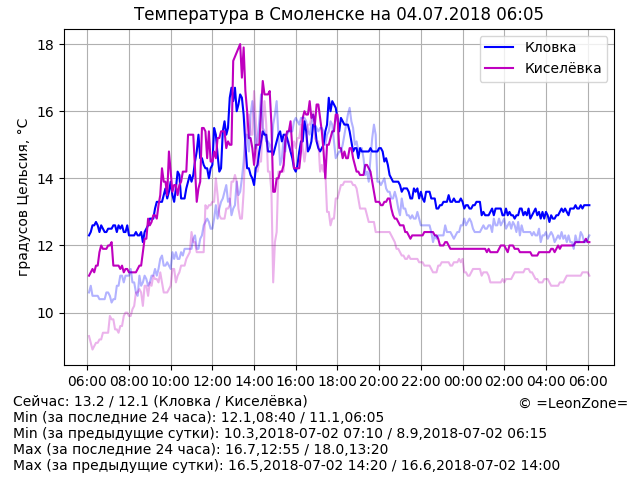 Температура в Смоленске на 04.07.2018 06:05
градусов Цельсия, °C
18
16
14
12
10
Кловка
Киселёвка
06:00 08:00 10:00 12:00 14:00 16:00 18:00 20:00 22:00 00:00 02:00 04:00 06:00
Сейчас: 13.2 / 12.1 (Кловка / Киселёвка)
© =LeonZone=
Min (за последние 24 часа): 12.1,08:40 / 11.1,06:05
Min (за предыдущие сутки): 10.3,2018-07-02 07:10 / 8.9,2018-07-02 06:15
Max (за последние 24 часа): 16.7,12:55 / 18.0,13:20
Max (за предыдущие сутки): 16.5,2018-07-02 14:20 / 16.6,2018-07-02 14:00